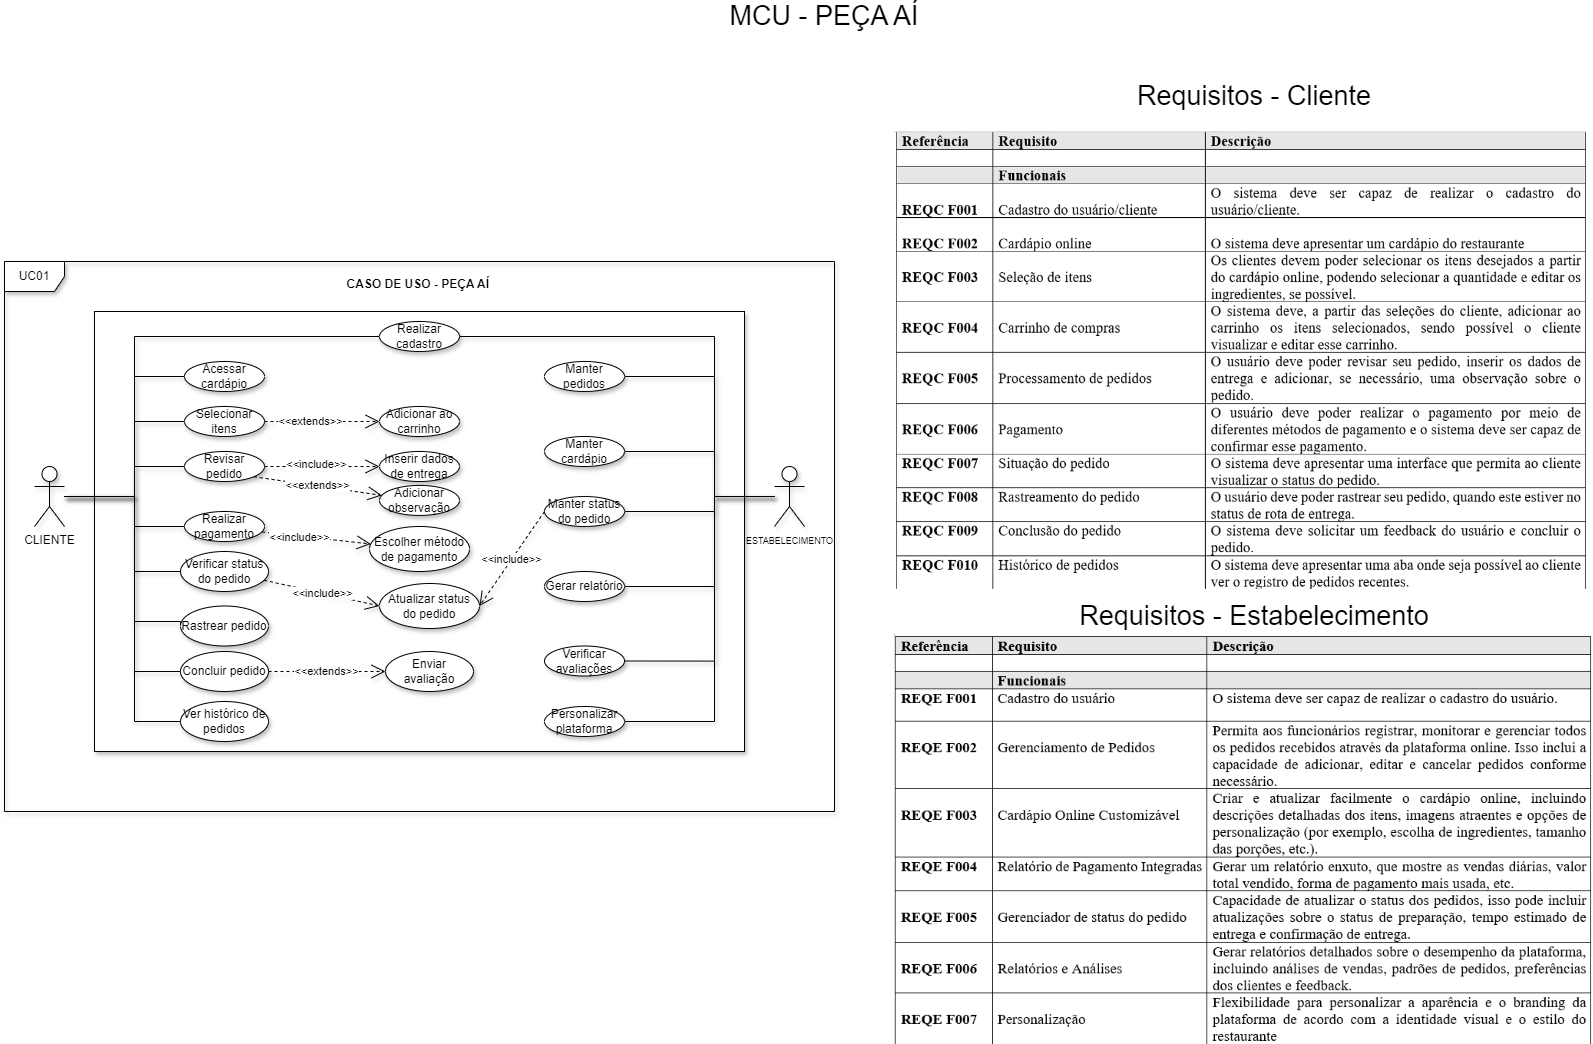 MCU - PEÇA AÍ
UC01
CASO DE USO - PEÇA AÍ
Realizar
cadastro
Acessar
cardápio
Manter
pedidos
Selecionar
itens
<<extends>>
Adicionar ao
carrinho
Revisar
pedido
<<include>>
Inserir dados
de entrega
<<extends>>
Adicionar
observação
Manter
cardápio
Realizar
pagamento
<<include>>
Escolher método
de pagamento
Manter status
do pedido
CLIENTE
ESTABELECIMENTO
Verificar status
do pedido
<<include>>
<<include>>
Atualizar status
do pedido
Gerar relatório
Rastrear pedido
Concluir pedido
<<extends>>
Enviar
avaliação
Verificar
avaliações
Ver histórico de
pedidos
Personalizar
plataforma
Requisitos - Cliente
Referência Requisito Descrição
Funcionais
REQC F001 Cadastro do usuário/cliente O sistema deve ser capaz de realizar o cadastro do
usuário/cliente.
REQC F002 Cardápio online O sistema deve apresentar um cardápio do restaurante
REQC F003 Seleção de itens Os clientes devem poder selecionar os itens desejados a partir
do cardápio online, podendo selecionar a quantidade e editar os
ingredientes, se possível.
REQC F004 Carrinho de compras O sistema deve, a partir das seleções do cliente, adicionar ao
carrinho os itens selecionados, sendo possível o cliente
visualizar e editar esse carrinho.
REQC F005 Processamento de pedidos O usuário deve poder revisar seu pedido, inserir os dados de
entrega e adicionar, se necessário, uma observação sobre o
pedido.
REQC F006 Pagamento O usuário deve poder realizar o pagamento por meio de
diferentes métodos de pagamento e o sistema deve ser capaz de
confirmar esse pagamento.
REQC F007 Situação do pedido O sistema deve apresentar uma interface que permita ao cliente
visualizar o status do pedido.
REQC F008 Rastreamento do pedido O usuário deve poder rastrear seu pedido, quando este estiver no
status de rota de entrega.
REQC F009 Conclusão do pedido O sistema deve solicitar um feedback do usuário e concluir o
pedido.
REQC F010 Histórico de pedidos O sistema deve apresentar uma aba onde seja possível ao cliente
ver o registro de pedidos recentes.
Requisitos - Estabelecimento
Referência Requisito Descrição
Funcionais
REQE F001 Cadastro do usuário O sistema deve ser capaz de realizar o cadastro do usuário.
REQE F002 Gerenciamento de Pedidos Permita aos funcionários registrar, monitorar e gerenciar todos
os pedidos recebidos através da plataforma online. Isso inclui a
capacidade de adicionar, editar e cancelar pedidos conforme
necessário.
REQE F003 Cardápio Online Customizável Criar e atualizar facilmente o cardápio online, incluindo
descrições detalhadas dos itens, imagens atraentes e opções de
personalização (por exemplo, escolha de ingredientes, tamanho
das porções, etc.).
REQE F004 Relatório de Pagamento Integradas Gerar um relatório enxuto, que mostre as vendas diárias, valor
total vendido, forma de pagamento mais usada, etc.
REQE F005 Gerenciador de status do pedido Capacidade de atualizar o status dos pedidos, isso pode incluir
atualizações sobre o status de preparação, tempo estimado de
entrega e confirmação de entrega.
REQE F006 Relatórios e Análises Gerar relatórios detalhados sobre o desempenho da plataforma,
incluindo análises de vendas, padrões de pedidos, preferências
dos clientes e feedback.
REQE F007 Personalização Flexibilidade para personalizar a aparência e o branding da
plataforma de acordo com a identidade visual e o estilo do
restaurante